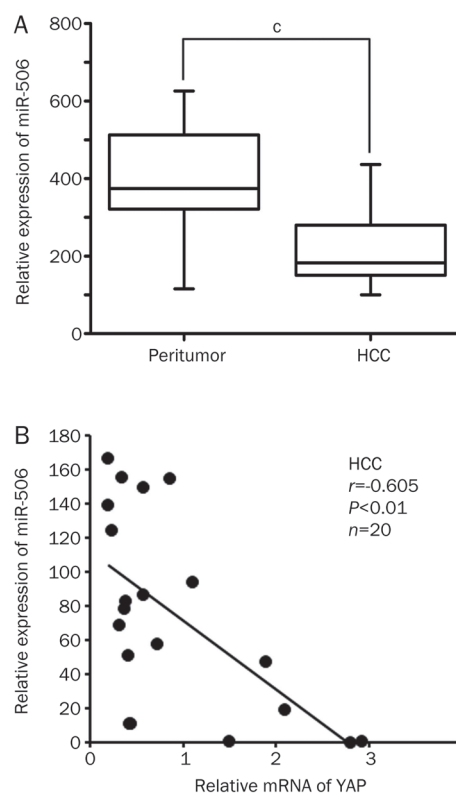 A
c
Relative expression of miR-506
800
600
400
200
0
Peritumor HCC
B
Relative expression of miR-506
180
160
140
120
100
80
60
40
20
0
HCC
r=-0.605
P<0.01
n=20
0 1 2 3
Relative mRNA of YAP